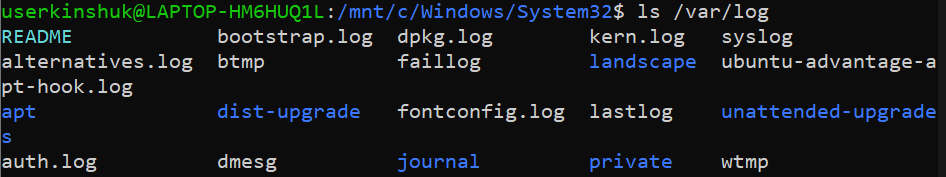 userkinshuk@LAPTOP-HM6HUQ1L:/mnt/c/Windows/System32$ ls /var/log
README            bootstrap.log  dpkg.log        kern.log   syslog
alternatives.log  btmp           faillog         landscape  ubuntu-advantage-a
pt-hook.log
apt               dist-upgrade   fontconfig.log  lastlog    unattended-upgrade
s
auth.log          dmesg          journal         private    wtmp